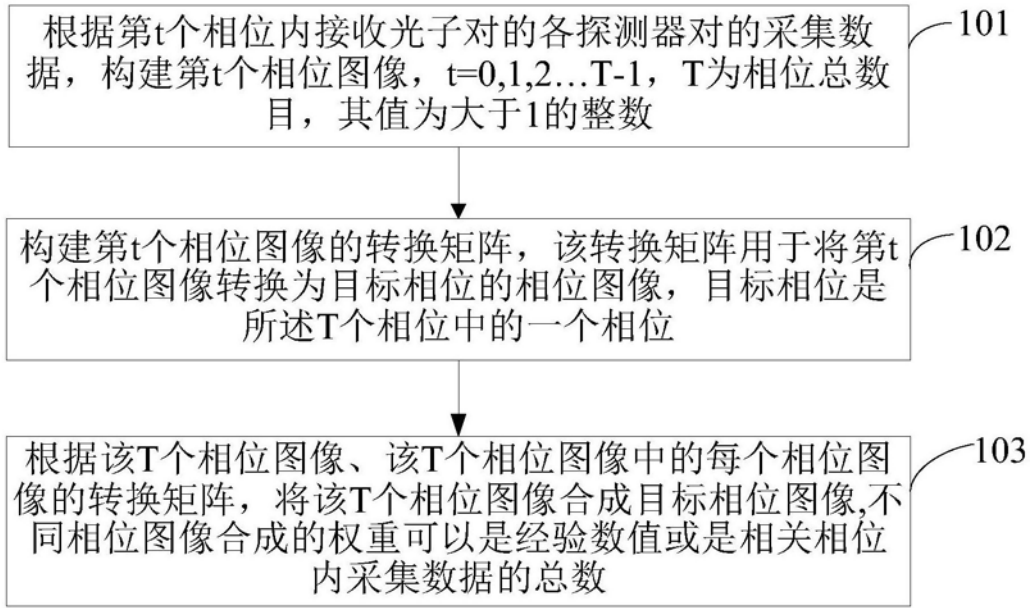 根据第t个相位内接收光子对的各探测器对的采集数
据，构建第t个相位图像，t=0,1,2…T-1，T为相位总数
目，其值为大于1的整数
101
构建第t个相位图像的转换矩阵，该转换矩阵用于将第t
个相位图像转换为目标相位的相位图像，目标相位是
所述T个相位中的一个相位
102
根据该T个相位图像、该T个相位图像中的每个相位图
像的转换矩阵，将该T个相位图像合成目标相位图像,不
同相位图像合成的权重可以是经验数值或是相关相位
内采集数据的总数
103